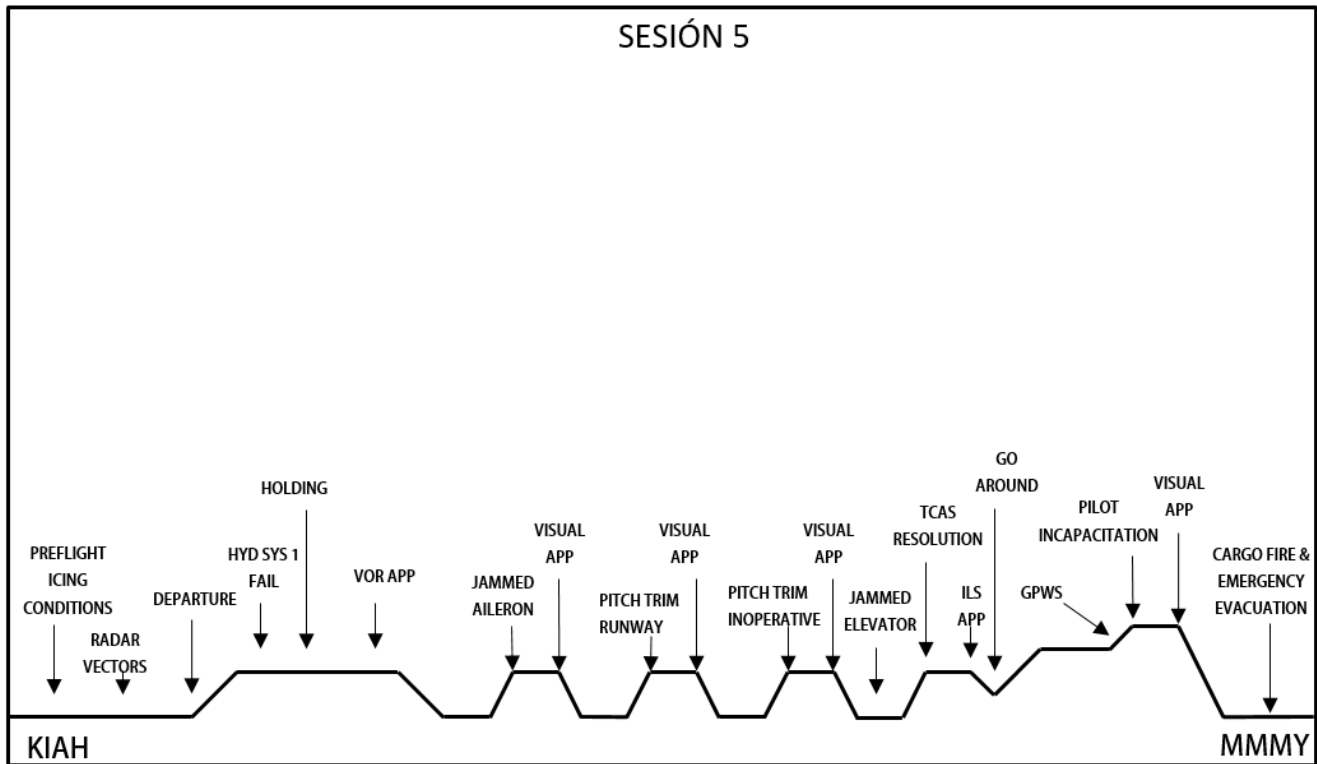 SESIÓN 5
PREFLIGHT
ICING
CONDITIONS
RADAR
VECTORS
DEPARTURE
HYD SYS 1
FAIL
HOLDING
VOR APP
JAMMED
AILERON
VISUAL
APP
PITCH TRIM
RUNWAY
VISUAL
APP
PITCH TRIM
INOPERATIVE
VISUAL
APP
JAMMED
ELEVATOR
TCAS
RESOLUTION
ILS
APP
GO
AROUND
GPWS
PILOT
INCAPACITATION
VISUAL
APP
CARGO FIRE &
EMERGENCY
EVACUATION
KIAH
MMMY